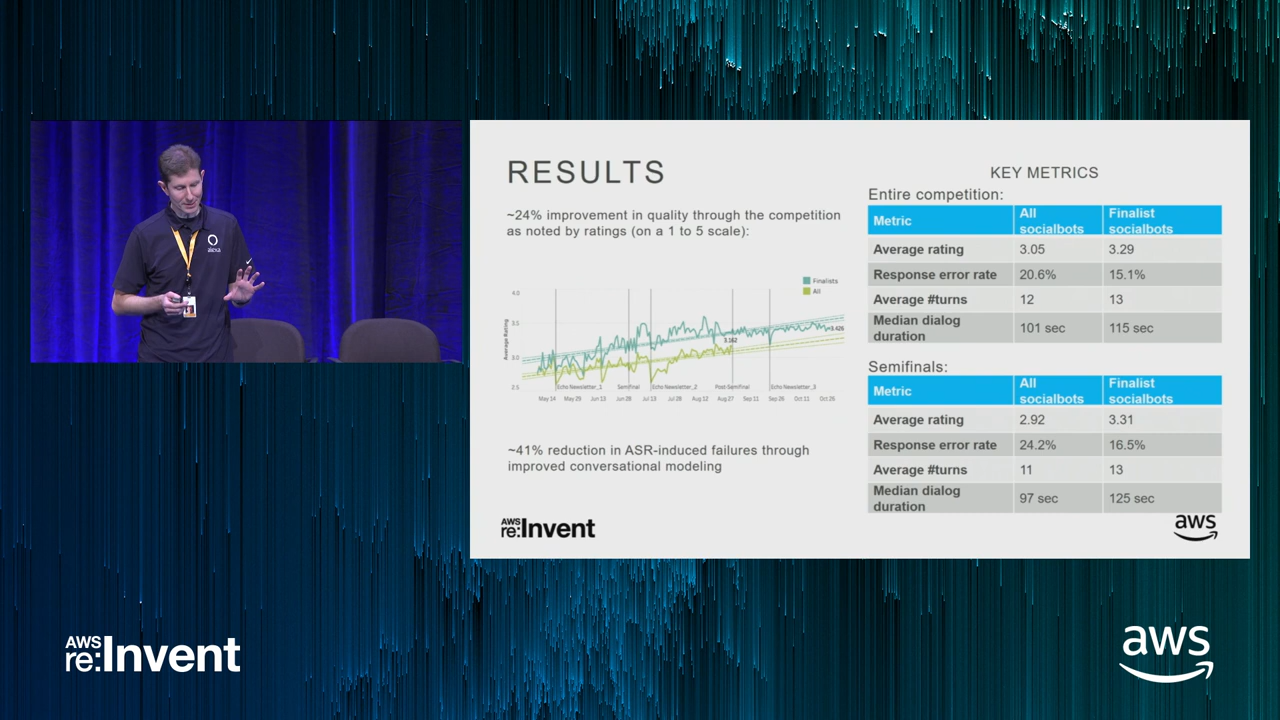 alexa
RESULTS
~24% improvement in quality through the competition
as noted by ratings (on a 1 to 5 scale):
Finalists
All
Average Rating
4.0
3.5
3.0
2.5
3.162
3.426
Echo Newsletter_1
Semifinal
Echo Newsletter_2
Post-Semifinal
Echo Newsletter_3
May 14 May 29 Jun 13 Jun 28 Jul 13 Jul 28 Aug 12 Aug 27 Sep 11 Sep 26 Oct 11 Oct 26
~41% reduction in ASR-induced failures through
improved conversational modeling
KEY METRICS
Entire competition:
Metric All socialbots Finalist socialbots
Average rating 3.05 3.29
Response error rate 20.6% 15.1%
Average #turns 12 13
Median dialog duration 101 sec 115 sec
Semifinals:
Metric All socialbots Finalist socialbots
Average rating 2.92 3.31
Response error rate 24.2% 16.5%
Average #turns 11 13
Median dialog duration 97 sec 125 sec
AWS
re:Invent
aws
AWS
re:Invent
aws